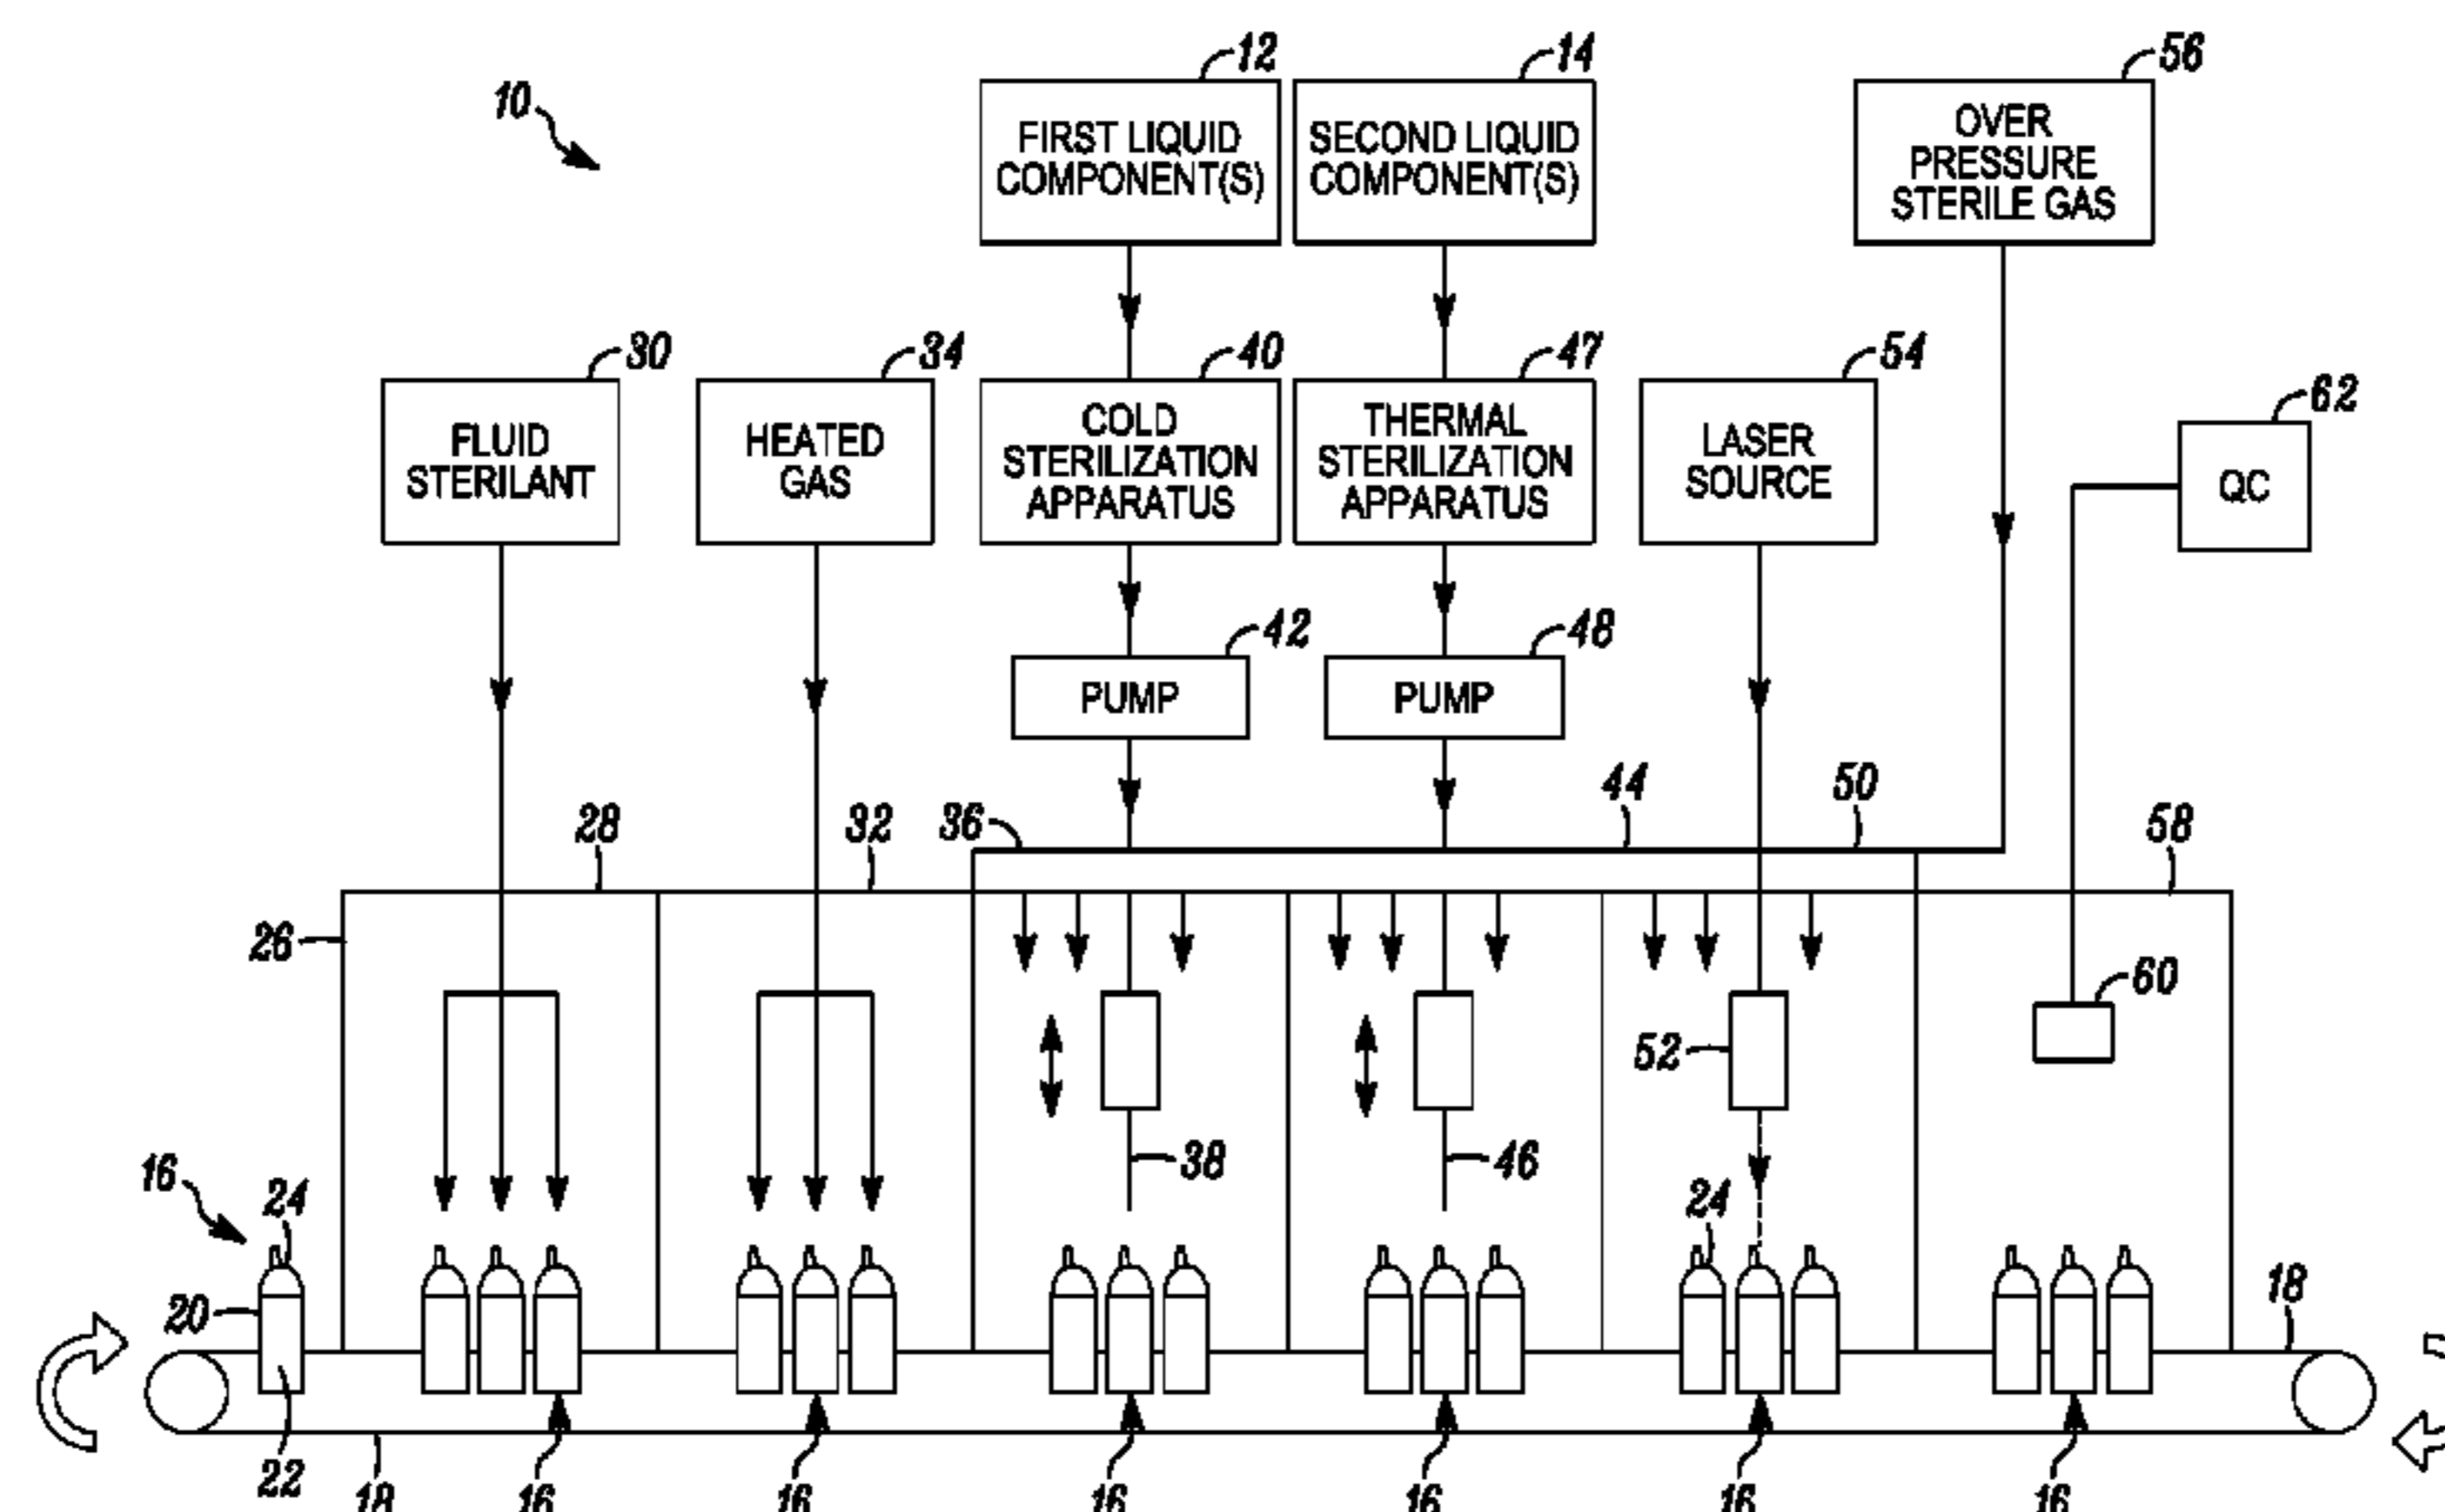 12
14
56
10
FIRST LIQUID
COMPONENT(S)
SECOND LIQUID
COMPONENT(S)
OVER
PRESSURE
STERILE GAS
30
34
40
47
54
62
FLUID
STERILANT
HEATED
GAS
COLD
STERILIZATION
APPARATUS
THERMAL
STERILIZATION
APPARATUS
LASER
SOURCE
QC
42
48
PUMP
PUMP
28
32
36
44
50
58
26
60
52
16
24
38
46
24
20
18
22
18
16
16
16
16
16
16